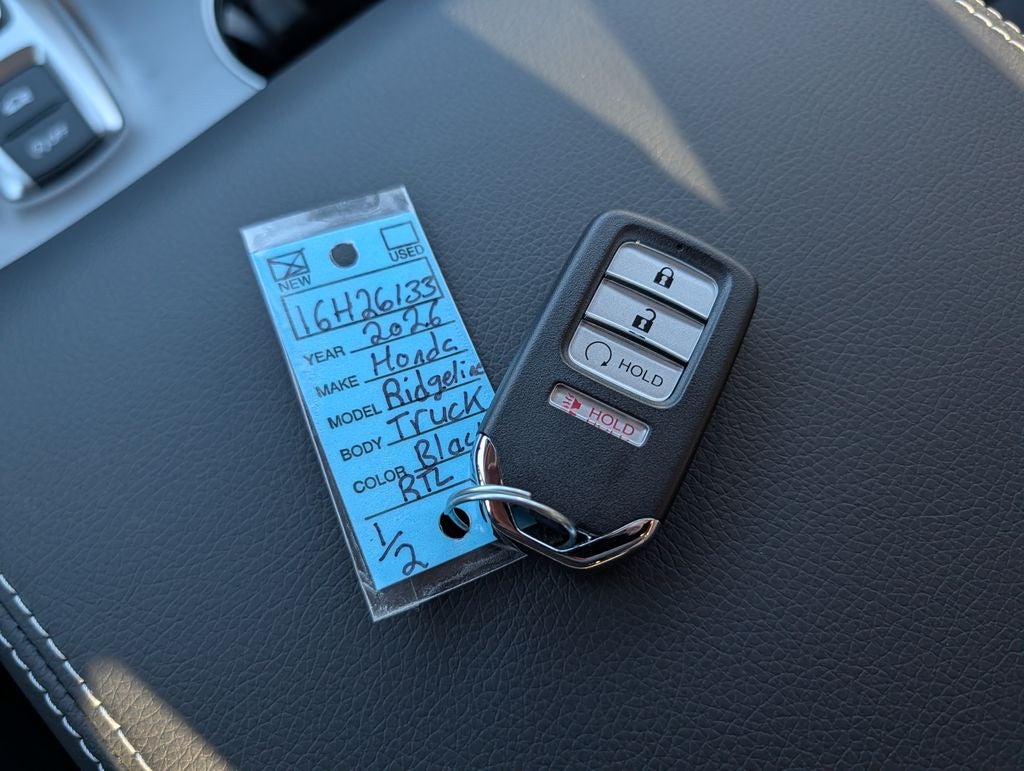 NEW USED
16H26133
YEAR 2026
MAKE Honda
MODEL Ridgeline
BODY Truck
COLOR Blac
RTL
1/2
HOLD
HOLD